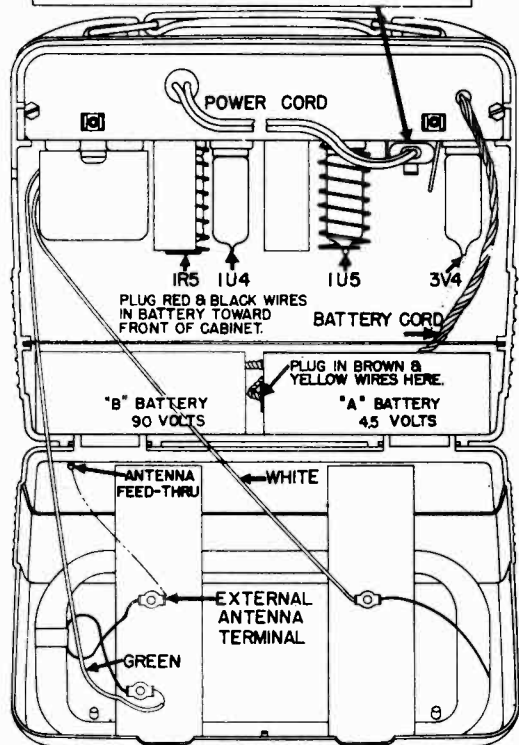 POWER CORD
1R5
1U4
1U5
3V4
PLUG RED & BLACK WIRES
IN BATTERY TOWARD
FRONT OF CABINET.
BATTERY CORD
PLUG IN BROWN &
YELLOW WIRES HERE.
"B" BATTERY
90 VOLTS
"A" BATTERY
4.5 VOLTS
ANTENNA
FEED-THRU
WHITE
EXTERNAL
ANTENNA
TERMINAL
GREEN